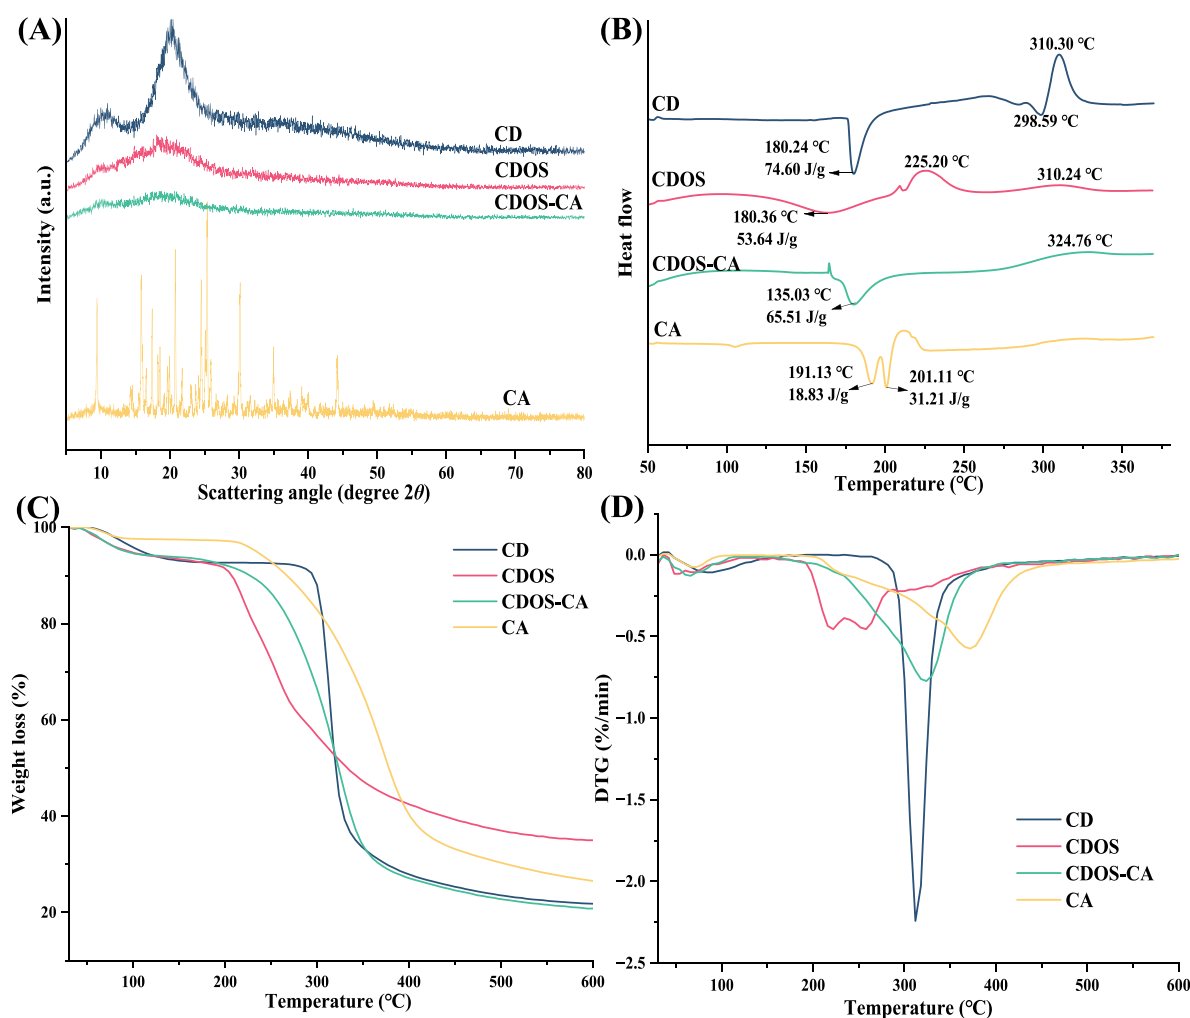 (A)
CD
CDOS
CDOS-CA
CA
Intensity (a.u.)
10 20 30 40 50 60 70 80
Scattering angle (degree 2θ)
(B)
310.30 ℃
CD
298.59 ℃
180.24 ℃
74.60 J/g
225.20 ℃
CDOS
310.24 ℃
180.36 ℃
53.64 J/g
324.76 ℃
CDOS-CA
135.03 ℃
65.51 J/g
CA
191.13 ℃
18.83 J/g
201.11 ℃
31.21 J/g
Heat flow
50 100 150 200 250 300 350
Temperature (℃)
(C)
100
80
60
40
20
Weight loss (%)
CD
CDOS
CDOS-CA
CA
100 200 300 400 500 600
Temperature (℃)
(D)
0.0
-0.5
-1.0
-1.5
-2.0
-2.5
DTG (%/min)
CD
CDOS
CDOS-CA
CA
100 200 300 400 500 600
Temperature (℃)